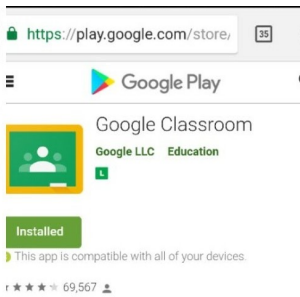 https://play.google.com/store/
35
Google Play
Google Classroom
Google LLC Education
L
Installed
This app is compatible with all of your devices.
69,567